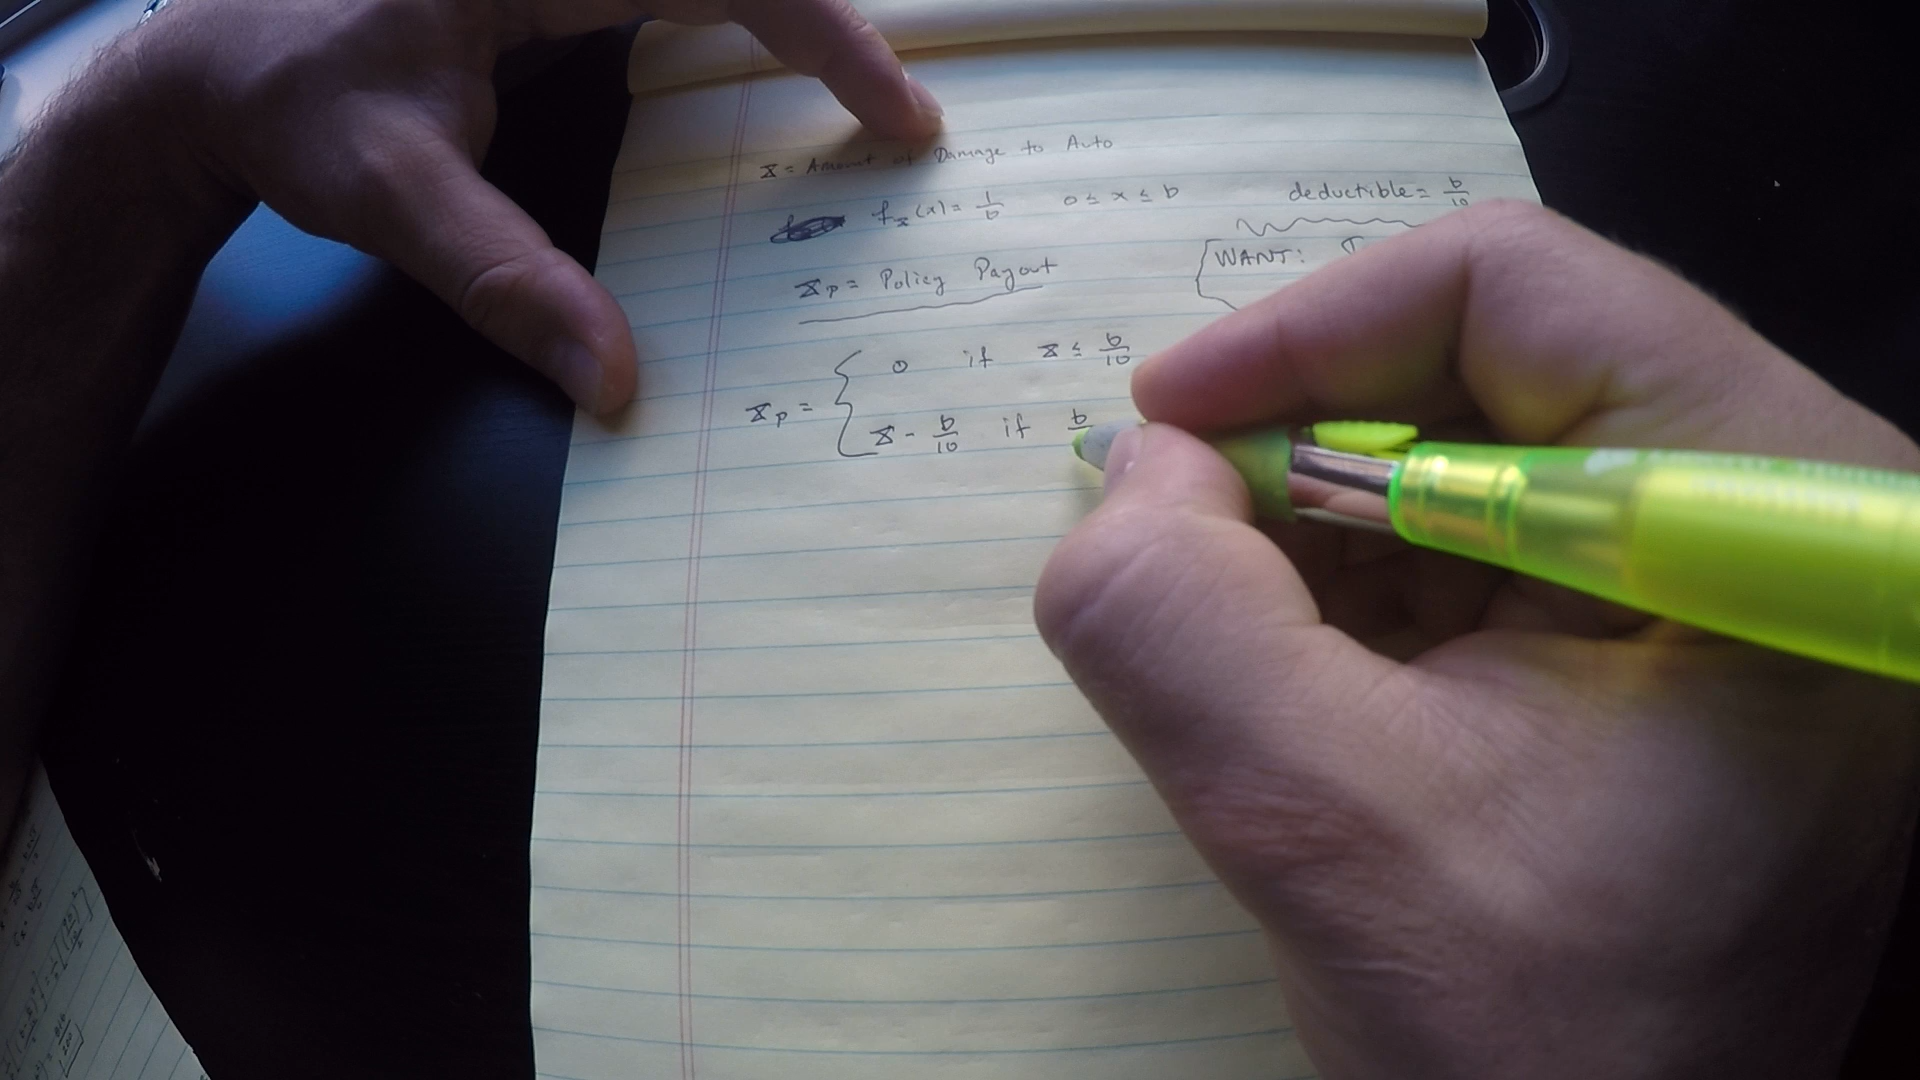 X = Amount of Damage to Auto
f_X(x) = 1/b    0 ≤ x ≤ b    deductible = b/10
WANT:
X_p = Policy Payout
X_p = { 0 if X ≤ b/10
X - b/10 if b